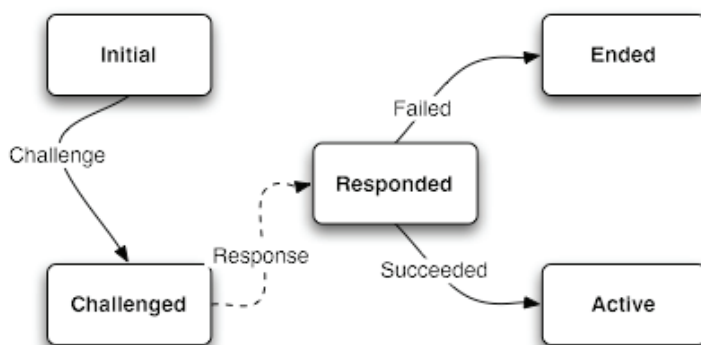 Initial
Ended
Failed
Challenge
Responded
Response
Succeeded
Challenged
Active